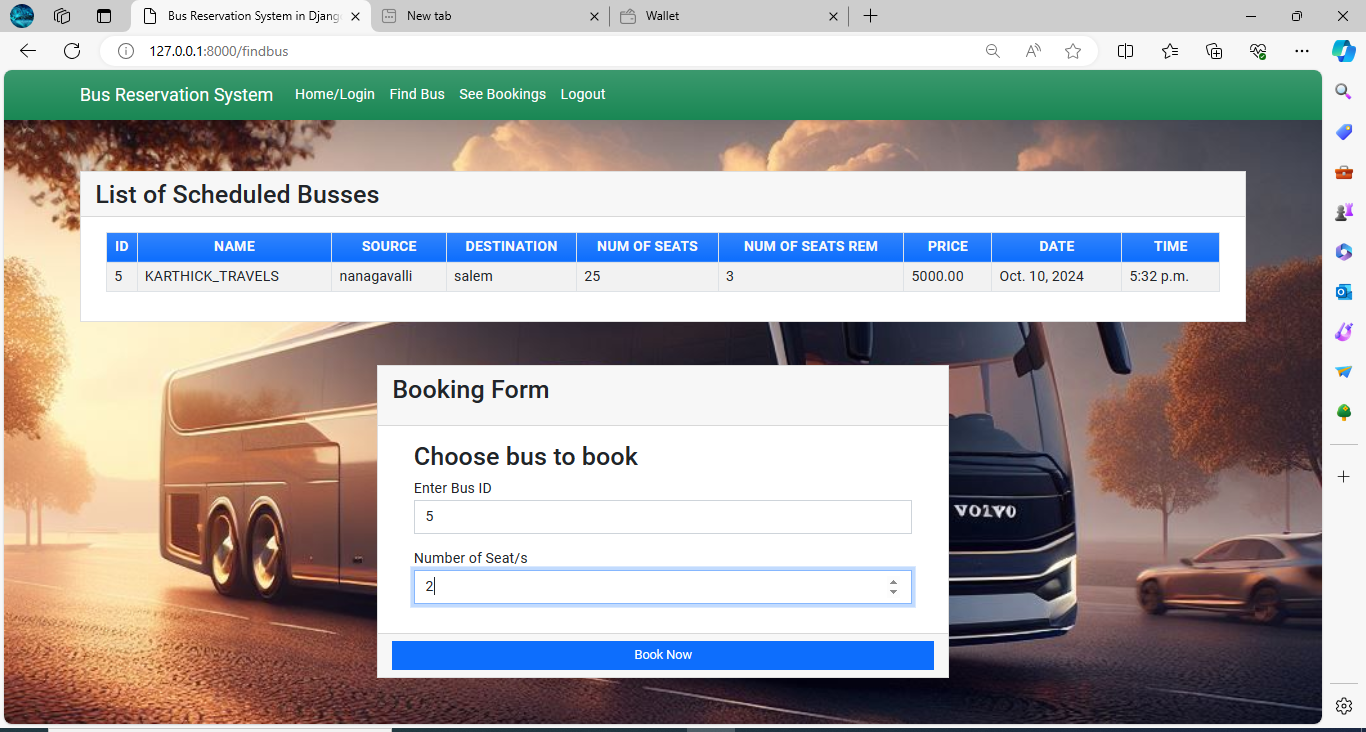 Bus Reservation System in Djang
New tab
Wallet
127.0.0.1:8000/findbus
Bus Reservation System Home/Login Find Bus See Bookings Logout
List of Scheduled Busses
ID NAME SOURCE DESTINATION NUM OF SEATS NUM OF SEATS REM PRICE DATE TIME
5 KARTHICK_TRAVELS nanagavalli salem 25 3 5000.00 Oct. 10, 2024 5:32 p.m.
Booking Form
Choose bus to book
Enter Bus ID
5
VOLVO
Number of Seat/s
2
Book Now